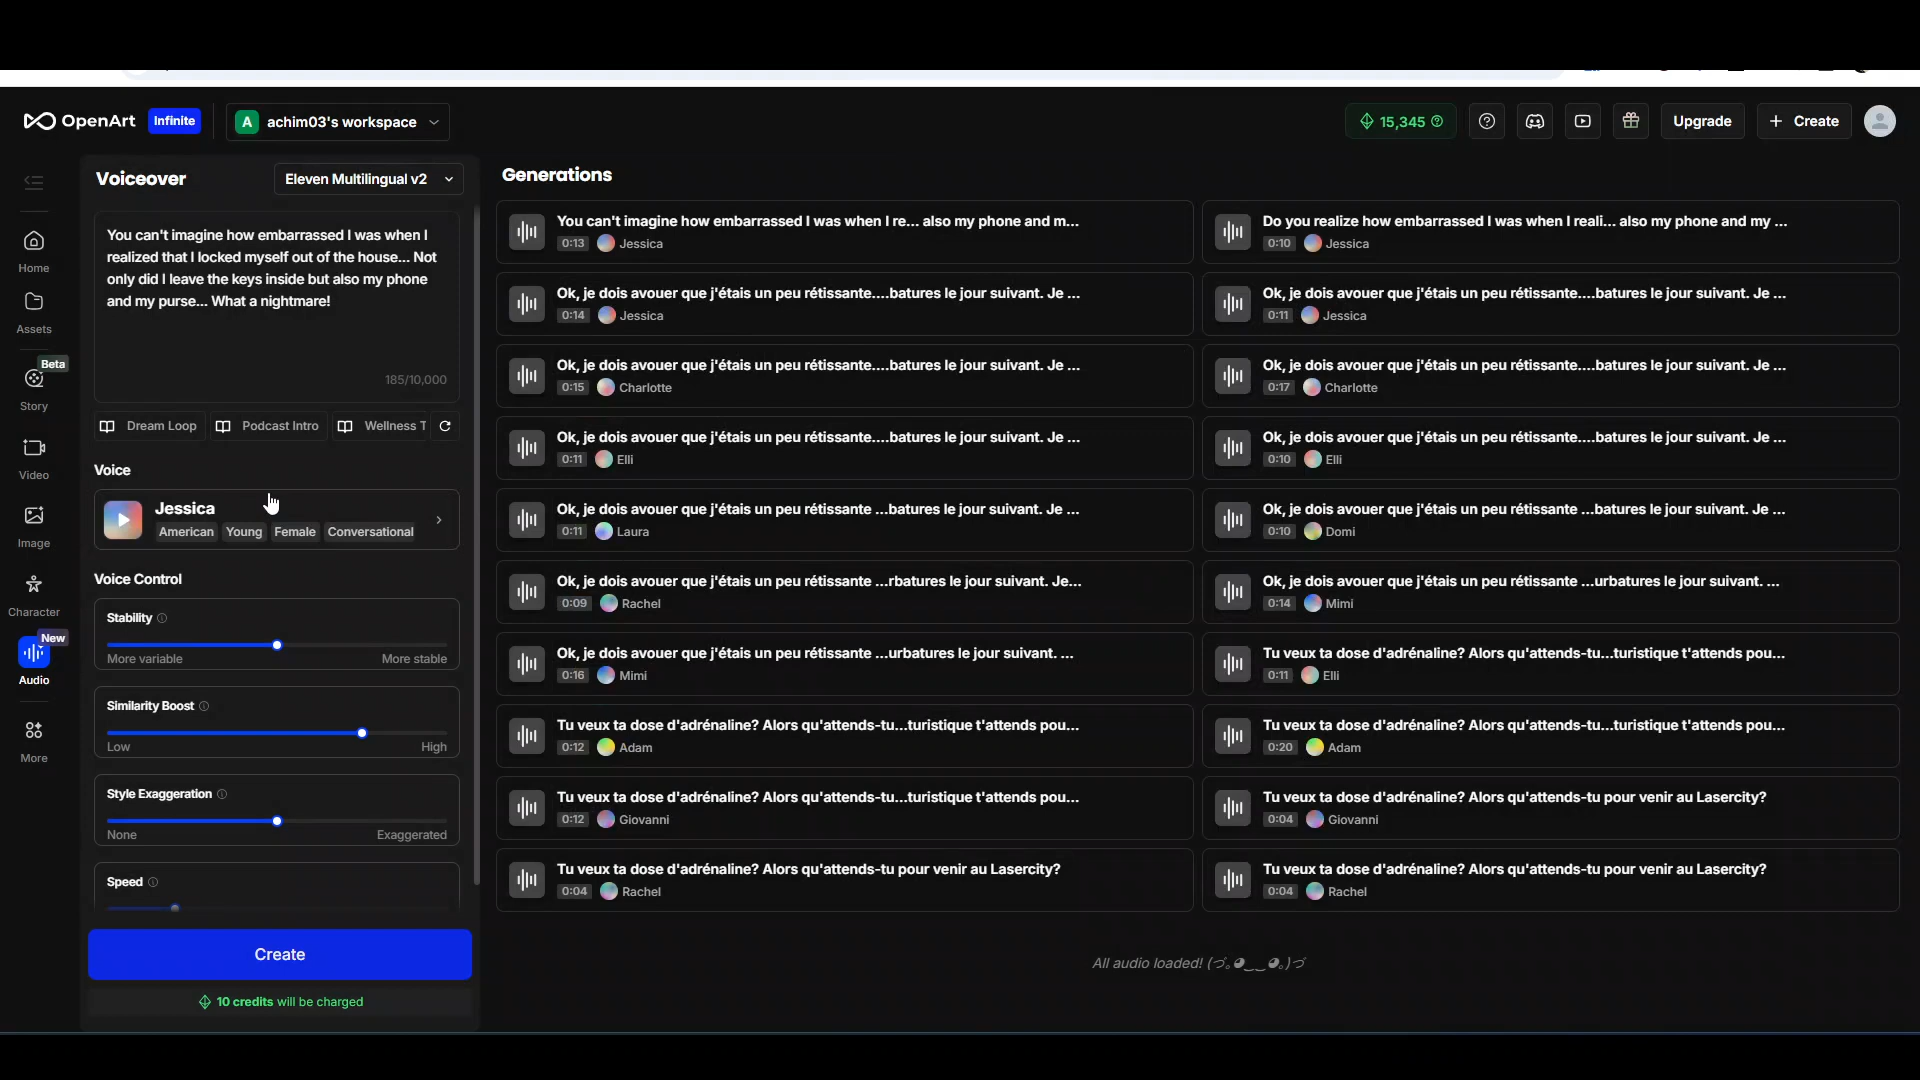 OpenArt
Infinite
A
achim03's workspace
15,345
Upgrade
+ Create
Home
Assets
Beta
Story
Video
Image
Character
New
Audio
More
Voiceover
Eleven Multilingual v2
You can't imagine how embarrassed I was when I
realized that I locked myself out of the house... Not
only did I leave the keys inside but also my phone
and my purse... What a nightmare!
185/10,000
Dream Loop
Podcast Intro
Wellness T
Voice
Jessica
American Young Female Conversational
Voice Control
Stability
More variable More stable
Similarity Boost
Low High
Style Exaggeration
None Exaggerated
Speed
Create
10 credits will be charged
Generations
You can't imagine how embarrassed I was when I re... also my phone and m...
0:13 Jessica
Do you realize how embarrassed I was when I reali... also my phone and my ...
0:10 Jessica
Ok, je dois avouer que j'étais un peu rétissante....batures le jour suivant. Je ...
0:14 Jessica
Ok, je dois avouer que j'étais un peu rétissante....batures le jour suivant. Je ...
0:11 Jessica
Ok, je dois avouer que j'étais un peu rétissante....batures le jour suivant. Je ...
0:15 Charlotte
Ok, je dois avouer que j'étais un peu rétissante....batures le jour suivant. Je ...
0:17 Charlotte
Ok, je dois avouer que j'étais un peu rétissante....batures le jour suivant. Je ...
0:11 Elli
Ok, je dois avouer que j'étais un peu rétissante....batures le jour suivant. Je ...
0:10 Elli
Ok, je dois avouer que j'étais un peu rétissante ...batures le jour suivant. Je ...
0:11 Laura
Ok, je dois avouer que j'étais un peu rétissante ...batures le jour suivant. Je ...
0:10 Domi
Ok, je dois avouer que j'étais un peu rétissante ...rbatures le jour suivant. Je...
0:09 Rachel
Ok, je dois avouer que j'étais un peu rétissante ...urbatures le jour suivant. ...
0:14 Mimi
Ok, je dois avouer que j'étais un peu rétissante ...urbatures le jour suivant. ...
0:16 Mimi
Tu veux ta dose d'adrénaline? Alors qu'attends-tu...turistique t'attends pou...
0:11 Elli
Tu veux ta dose d'adrénaline? Alors qu'attends-tu...turistique t'attends pou...
0:12 Adam
Tu veux ta dose d'adrénaline? Alors qu'attends-tu...turistique t'attends pou...
0:20 Adam
Tu veux ta dose d'adrénaline? Alors qu'attends-tu...turistique t'attends pou...
0:12 Giovanni
Tu veux ta dose d'adrénaline? Alors qu'attends-tu pour venir au Lasercity?
0:04 Giovanni
Tu veux ta dose d'adrénaline? Alors qu'attends-tu pour venir au Lasercity?
0:04 Rachel
Tu veux ta dose d'adrénaline? Alors qu'attends-tu pour venir au Lasercity?
0:04 Rachel
All audio loaded! (づ｡◕‿‿◕｡)づ